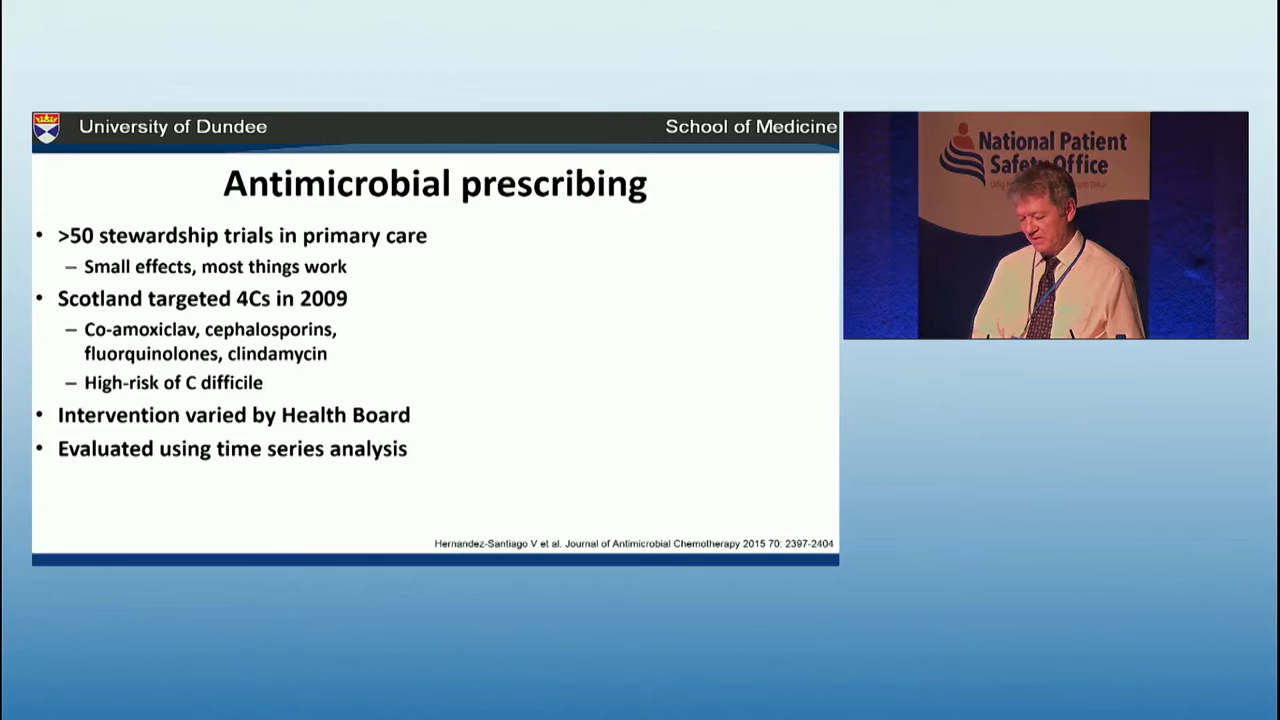 University of Dundee
School of Medicine
Antimicrobial prescribing
• >50 stewardship trials in primary care
– Small effects, most things work
• Scotland targeted 4Cs in 2009
– Co-amoxiclav, cephalosporins,
fluorquinolones, clindamycin
– High-risk of C difficile
• Intervention varied by Health Board
• Evaluated using time series analysis
Hernandez-Santiago V et al. Journal of Antimicrobial Chemotherapy 2015 70: 2397-2404
National Patient
Safety Office